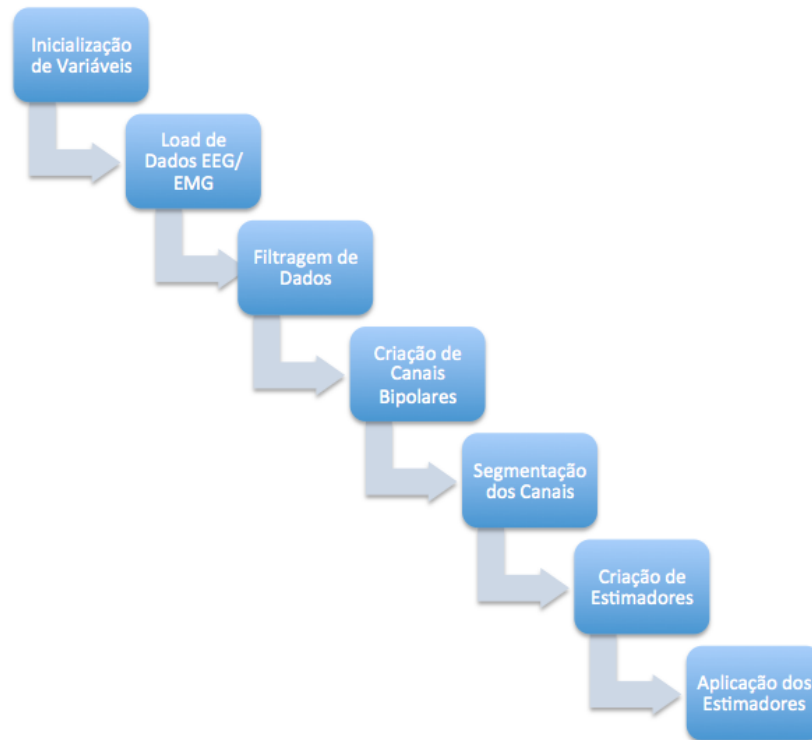 Inicialização
de Variáveis
Load de
Dados EEG/
EMG
Filtragem de
Dados
Criação de
Canais
Bipolares
Segmentação
dos Canais
Criação de
Estimadores
Aplicação dos
Estimadores